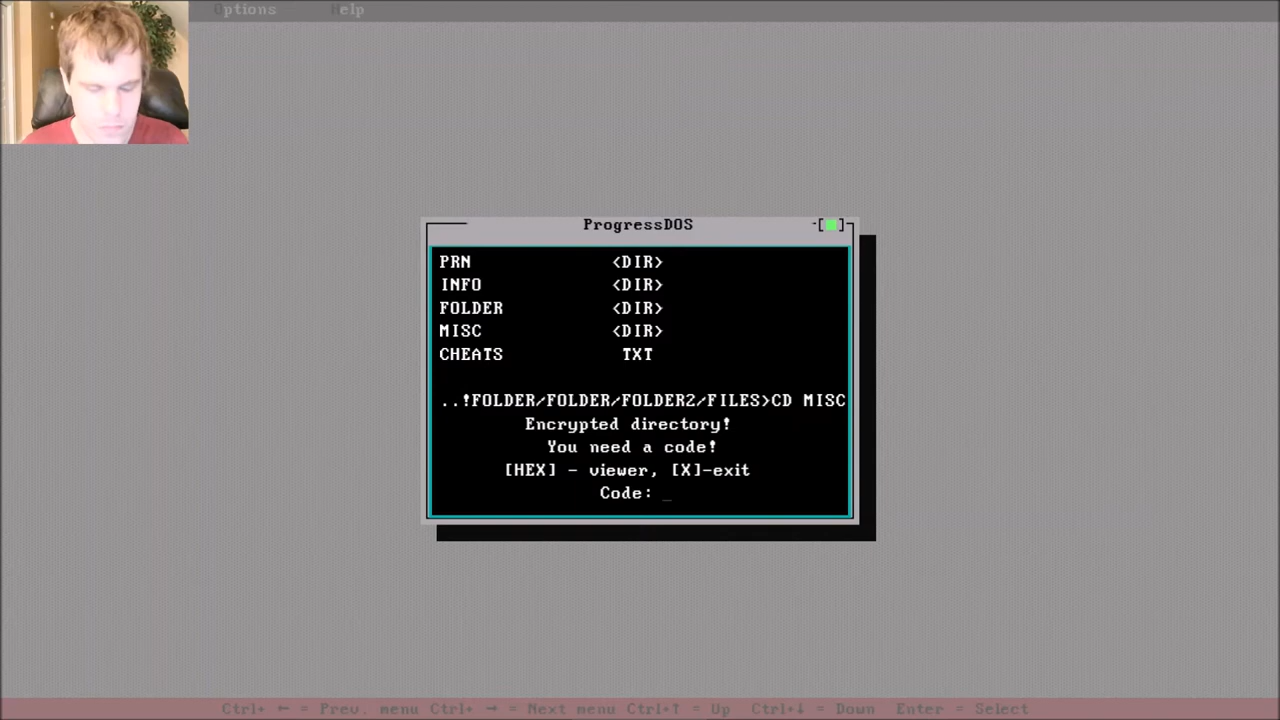 Options Help
ProgressDOS
PRN <DIR>
INFO <DIR>
FOLDER <DIR>
MISC <DIR>
CHEATS TXT
..!FOLDER/FOLDER/FOLDER2/FILES>CD MISC
Encrypted directory!
You need a code!
[HEX] - viewer, [X]-exit
Code: _
Ctrl+ ← = Prev. menu Ctrl+ → = Next menu Ctrl+↑ = Up Ctrl+↓ = Down Enter = Select